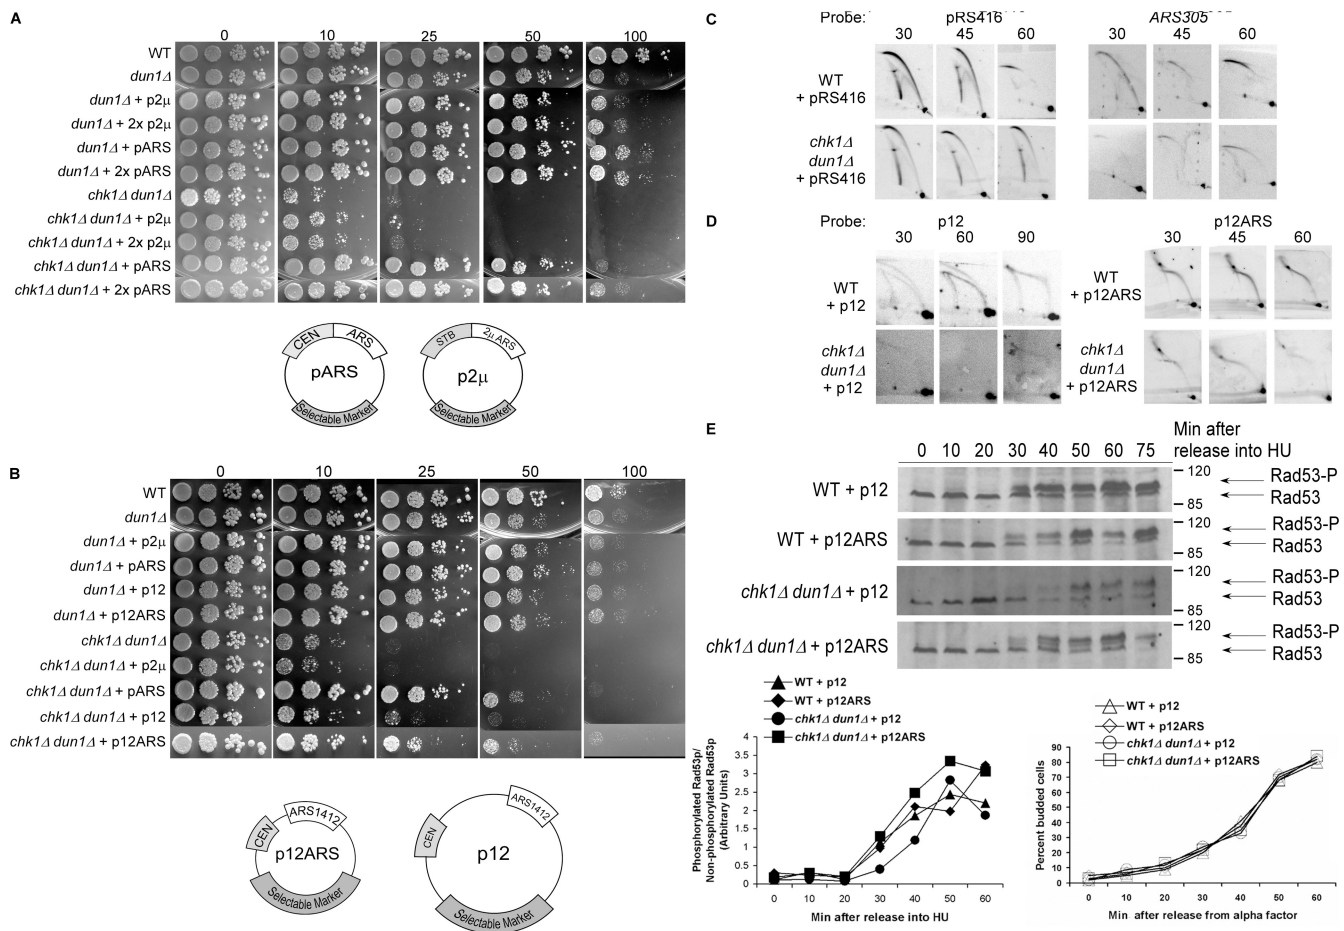 A
0 10 25 50 100
WT
dun1Δ
dun1Δ + p2μ
dun1Δ + 2x p2μ
dun1Δ + pARS
dun1Δ + 2x pARS
chk1Δ dun1Δ
chk1Δ dun1Δ + p2μ
chk1Δ dun1Δ + 2x p2μ
chk1Δ dun1Δ + pARS
chk1Δ dun1Δ + 2x pARS
CEN ARS
pARS
Selectable Marker
STB 2μ ARS
p2μ
Selectable Marker
B
0 10 25 50 100
WT
dun1Δ
dun1Δ + p2μ
dun1Δ + pARS
dun1Δ + p12
dun1Δ + p12ARS
chk1Δ dun1Δ
chk1Δ dun1Δ + p2μ
chk1Δ dun1Δ + pARS
chk1Δ dun1Δ + p12
chk1Δ dun1Δ + p12ARS
CEN ARS1412
p12ARS
Selectable Marker
CEN ARS1412
p12
Selectable Marker
C
Probe: pRS416 ARS305
30 45 60 30 45 60
WT
+ pRS416
chk1Δ
dun1Δ
+ pRS416
D
Probe: p12 p12ARS
30 60 90 30 45 60
WT
+ p12
WT
+ p12ARS
chk1Δ
dun1Δ
+ p12
chk1Δ
dun1Δ
+ p12ARS
E
0 10 20 30 40 50 60 75
Min after
release into HU
WT + p12
120
85
Rad53-P
Rad53
WT + p12ARS
120
85
Rad53-P
Rad53
chk1Δ dun1Δ + p12
120
85
Rad53-P
Rad53
chk1Δ dun1Δ + p12ARS
120
85
Rad53-P
Rad53
WT + p12
WT + p12ARS
chk1Δ dun1Δ + p12
chk1Δ dun1Δ + p12ARS
Phosphorylated Rad53p/
Non-phosphorylated Rad53p
(Arbitrary Units)
4
3.5
3
2.5
2
1.5
1
0.5
0
0 10 20 30 40 50 60
Min after release into HU
WT + p12
WT + p12ARS
chk1Δ dun1Δ + p12
chk1Δ dun1Δ + p12ARS
Percent budded cells
90
80
70
60
50
40
30
20
10
0
0 10 20 30 40 50 60
Min after release from alpha factor